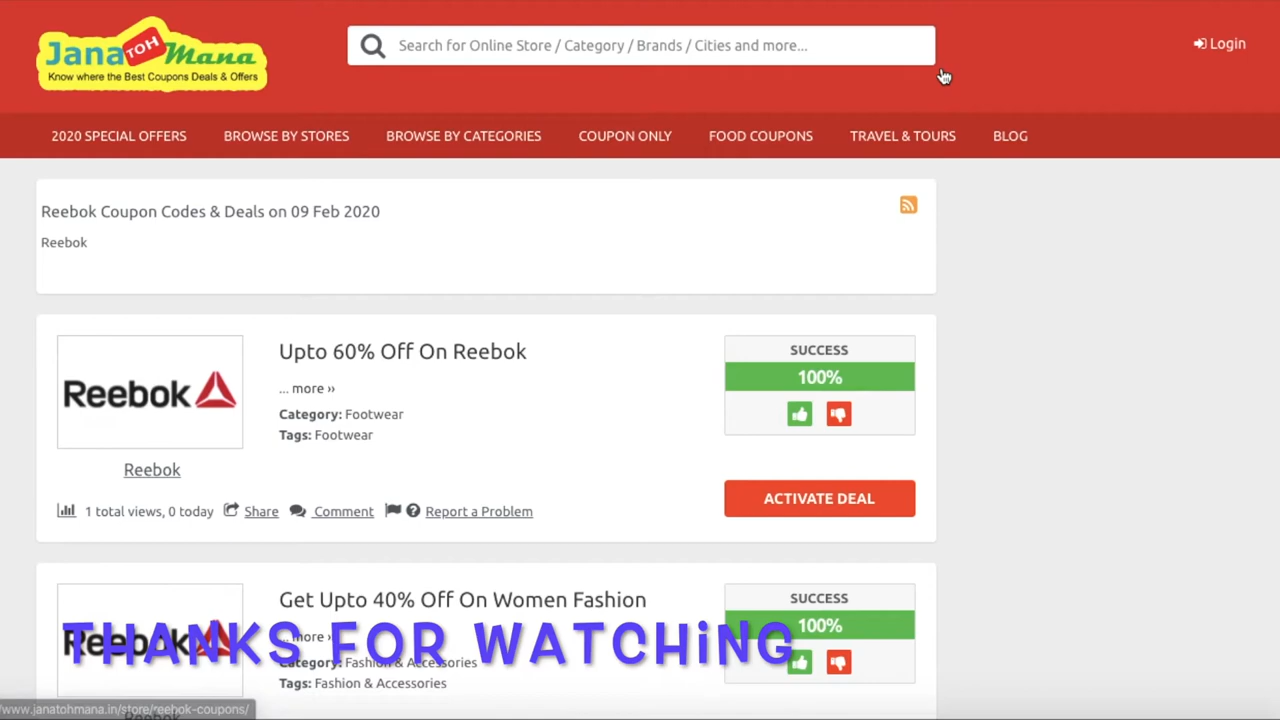 Jana TOH Mana
Know where the Best Coupons Deals & Offers
Search for Online Store / Category / Brands / Cities and more...
Login
2020 SPECIAL OFFERS BROWSE BY STORES BROWSE BY CATEGORIES COUPON ONLY FOOD COUPONS TRAVEL & TOURS BLOG
Reebok Coupon Codes & Deals on 09 Feb 2020
Reebok
Reebok
Reebok
Upto 60% Off On Reebok
... more ››
Category: Footwear
Tags: Footwear
SUCCESS
100%
1 total views, 0 today Share Comment Report a Problem
ACTIVATE DEAL
Reebok
Reebok
Get Upto 40% Off On Women Fashion
... more ››
Category: Fashion & Accessories
Tags: Fashion & Accessories
SUCCESS
100%
THANKS FOR WATCHiNG
www.janatohmana.in/store/reebok-coupons/